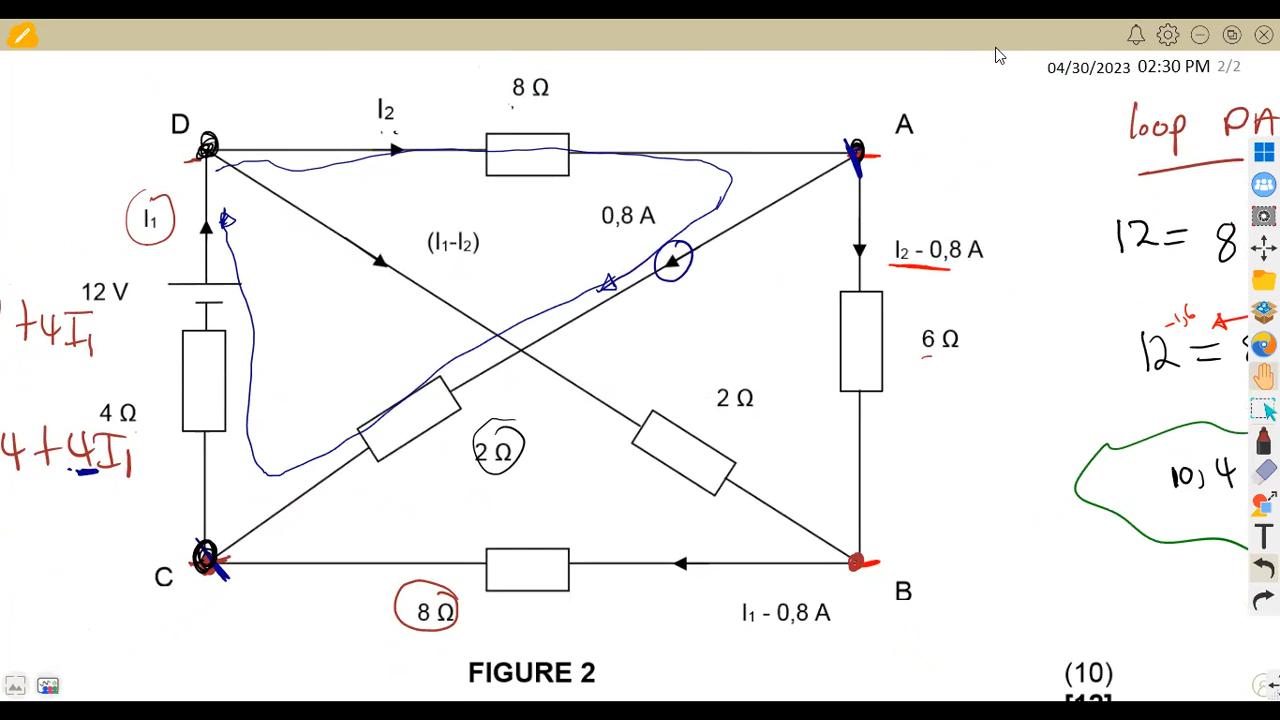 04/30/2023 02:30 PM 2/2
8 Ω
I₂
D
A
loop DA
I₁
0,8 A
(I₁-I₂)
I₂ - 0,8 A
12= 8
12 V
+4I₁
-1,6
6 Ω
12 =
2 Ω
4 Ω
4 + 4I₁
2 Ω
10,4
C
B
8 Ω
I₁ - 0,8 A
FIGURE 2
(10)
T